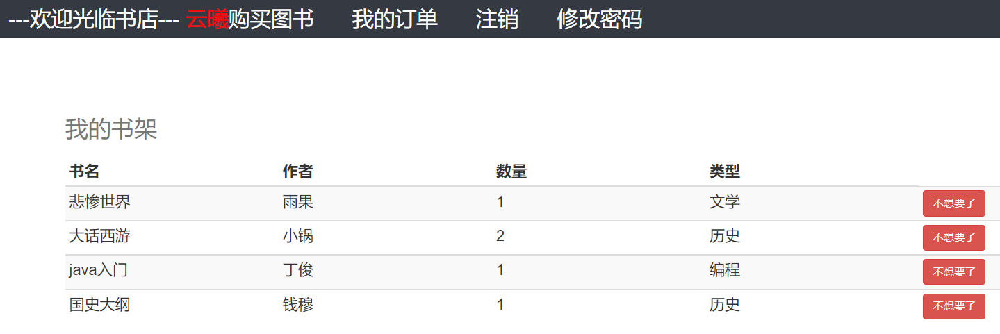 ---欢迎光临书店--- 云曦购买图书 我的订单 注销 修改密码
我的书架
书名 作者 数量 类型
悲惨世界 雨果 1 文学 不想要了
大话西游 小锅 2 历史 不想要了
java入门 丁俊 1 编程 不想要了
国史大纲 钱穆 1 历史 不想要了